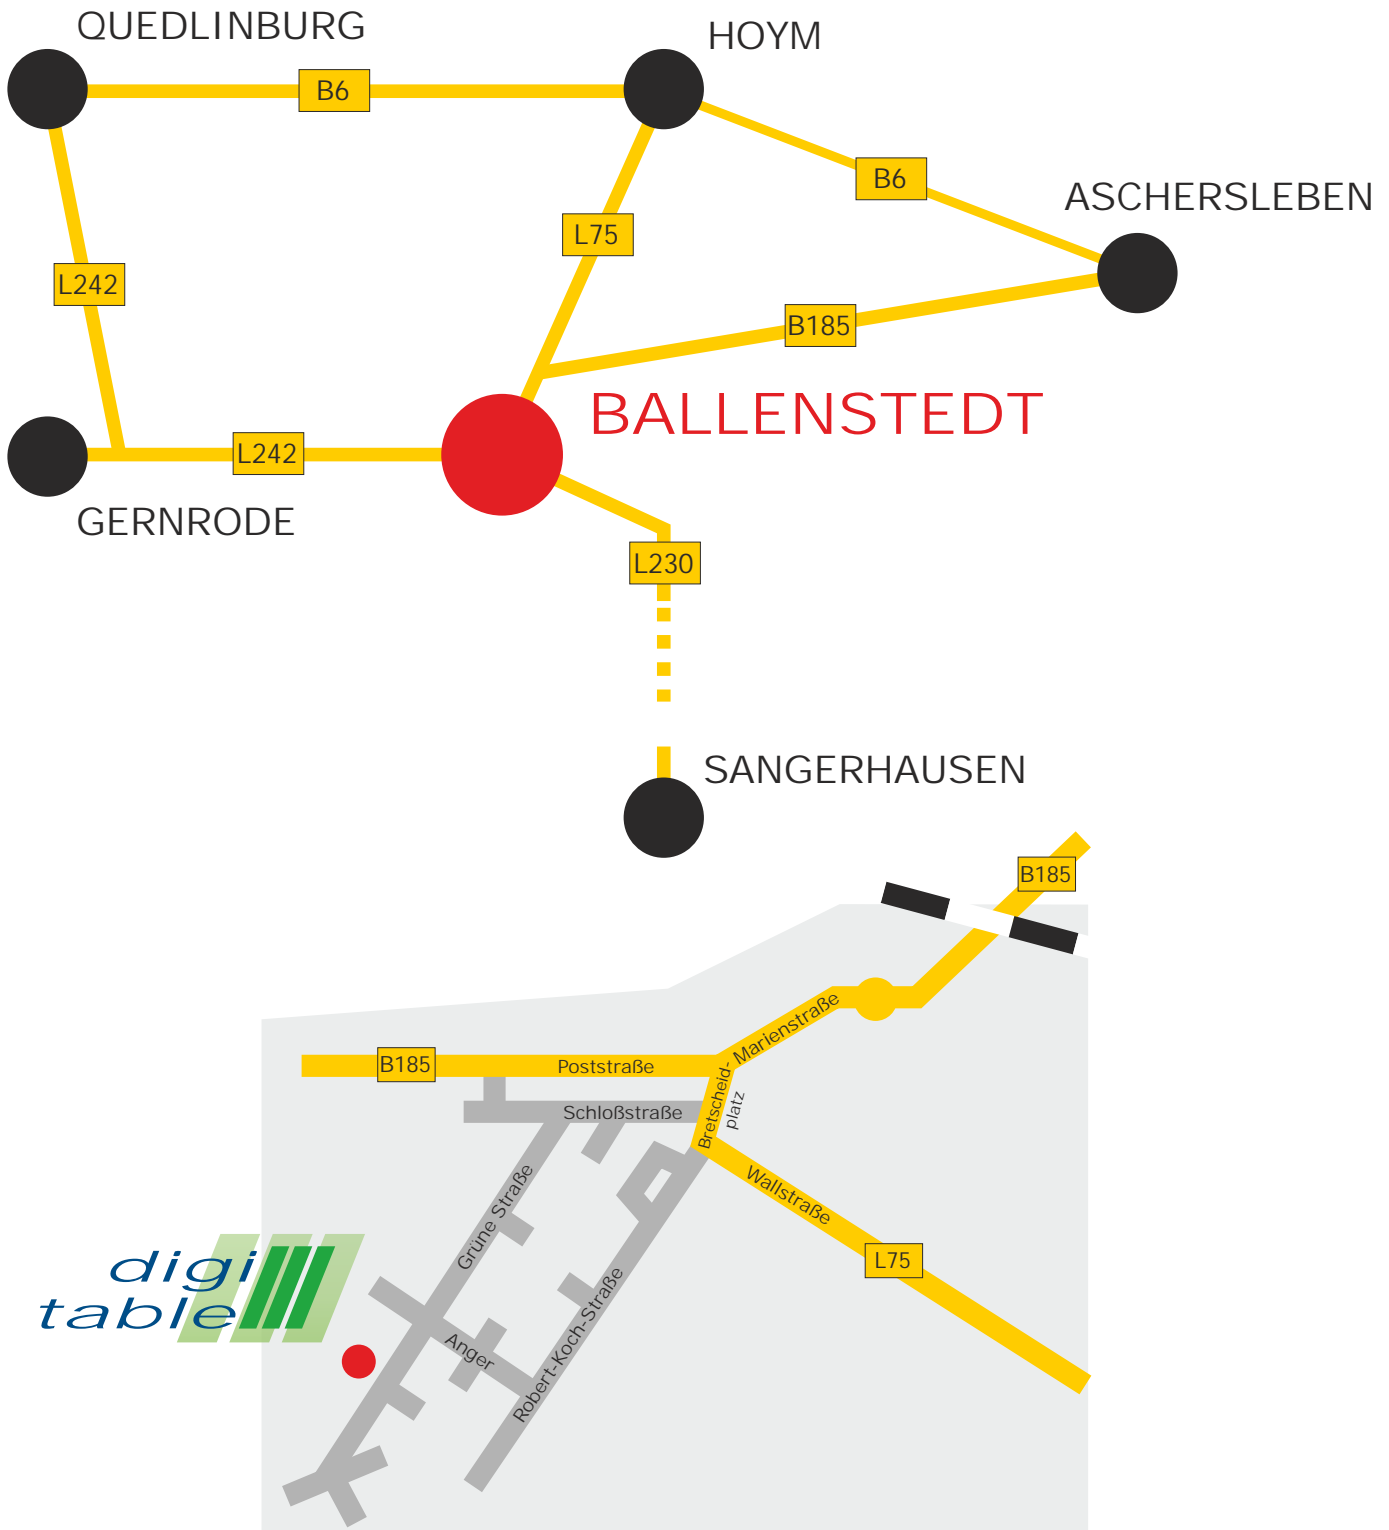 QUEDLINBURG
HOYM
B6
B6
ASCHERSLEBEN
L75
L242
B185
BALLENSTEDT
L242
GERNRODE
L230
SANGERHAUSEN
B185
Marienstraße
B185
Poststraße
Bretscheid-
platz
Schloßstraße
Wallstraße
Grüne Straße
L75
digi
table
Anger
Robert-Koch-Straße